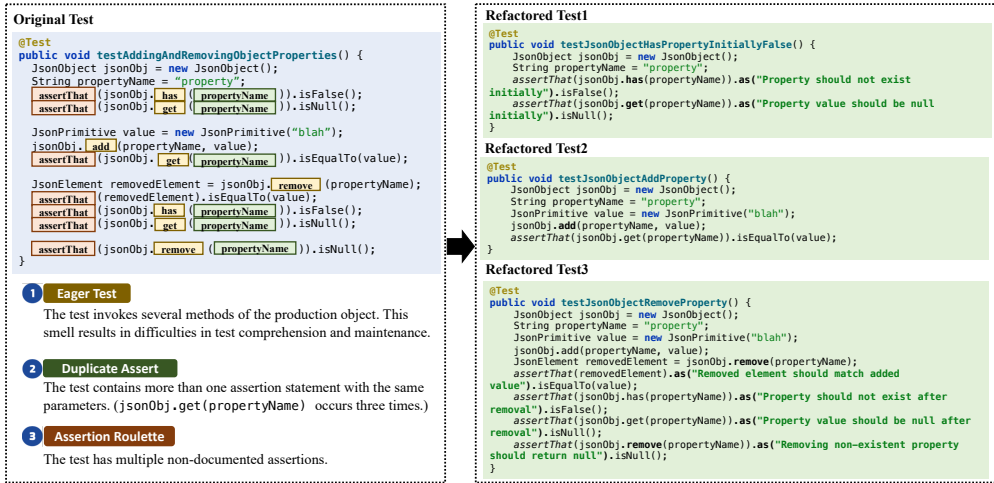 Original Test
@Test
public void testAddingAndRemovingObjectProperties() {
JsonObject jsonObj = new JsonObject();
String propertyName = “property”;
assertThat (jsonObj. has ( propertyName )).isFalse();
assertThat (jsonObj. get ( propertyName )).isNull();
JsonPrimitive value = new JsonPrimitive(“blah”);
jsonObj. add (propertyName, value);
assertThat (jsonObj. get ( propertyName )).isEqualTo(value);
JsonElement removedElement = jsonObj. remove (propertyName);
assertThat (removedElement).isEqualTo(value);
assertThat (jsonObj. has ( propertyName )).isFalse();
assertThat (jsonObj. get ( propertyName )).isNull();
assertThat (jsonObj. remove ( propertyName )).isNull();
}
1 Eager Test
The test invokes several methods of the production object. This
smell results in difficulties in test comprehension and maintenance.
2 Duplicate Assert
The test contains more than one assertion statement with the same
parameters. (jsonObj.get(propertyName) occurs three times.)
3 Assertion Roulette
The test has multiple non-documented assertions.
Refactored Test1
@Test
public void testJsonObjectHasPropertyInitiallyFalse() {
JsonObject jsonObj = new JsonObject();
String propertyName = "property";
assertThat(jsonObj.has(propertyName)).as("Property should not exist
initially").isFalse();
assertThat(jsonObj.get(propertyName)).as("Property value should be null
initially").isNull();
}
Refactored Test2
@Test
public void testJsonObjectAddProperty() {
JsonObject jsonObj = new JsonObject();
String propertyName = "property";
JsonPrimitive value = new JsonPrimitive("blah");
jsonObj.add(propertyName, value);
assertThat(jsonObj.get(propertyName)).isEqualTo(value);
}
Refactored Test3
@Test
public void testJsonObjectRemoveProperty() {
JsonObject jsonObj = new JsonObject();
String propertyName = "property";
JsonPrimitive value = new JsonPrimitive("blah");
jsonObj.add(propertyName, value);
JsonElement removedElement = jsonObj.remove(propertyName);
assertThat(removedElement).as("Removed element should match added
value").isEqualTo(value);
assertThat(jsonObj.has(propertyName)).as("Property should not exist after
removal").isFalse();
assertThat(jsonObj.get(propertyName)).as("Property value should be null after
removal").isNull();
assertThat(jsonObj.remove(propertyName)).as("Removing non-existent property
should return null").isNull();
}